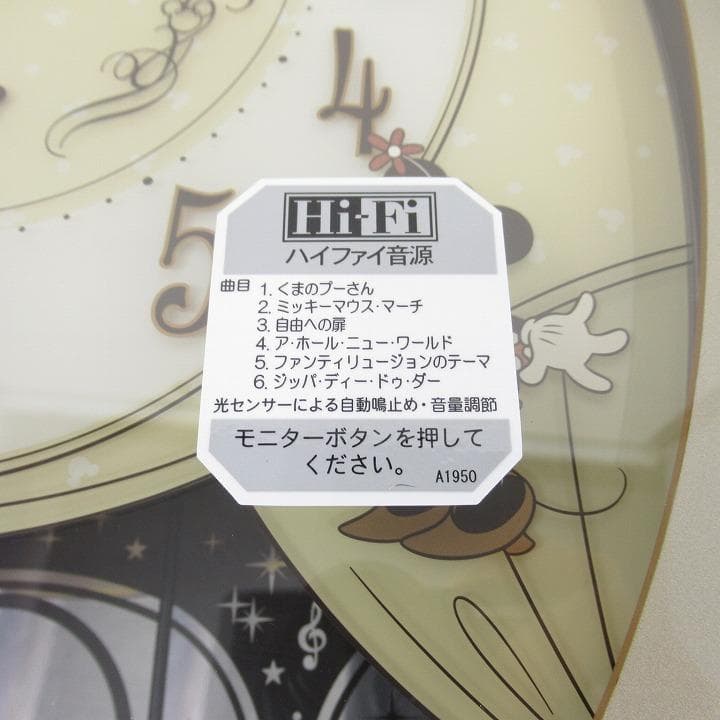 4
5
Hi-Fi
ハイファイ音源
曲目 1. くまのプーさん
2. ミッキーマウス・マーチ
3. 自由への扉
4. ア・ホール・ニュー・ワールド
5. ファンティリュージョンのテーマ
6. ジッパ・ディー・ドゥ・ダー
光センサーによる自動鳴止め・音量調節
モニターボタンを押して
ください。
A1950